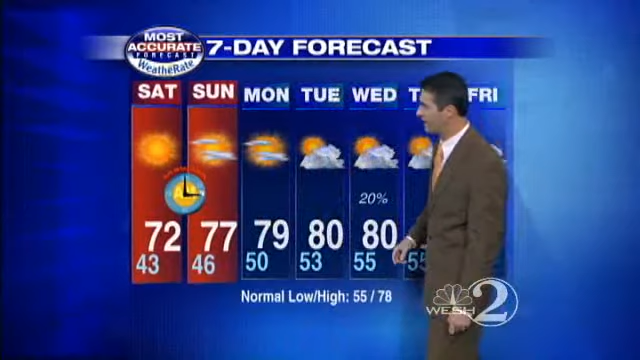 MOST
ACCURATE
FORECAST
WeatheRate
7-DAY FORECAST
SAT SUN MON TUE WED FRI
20%
72 77 79 80 80
43 46 50 53 55 55
Normal Low/High: 55 / 78
WESH 2